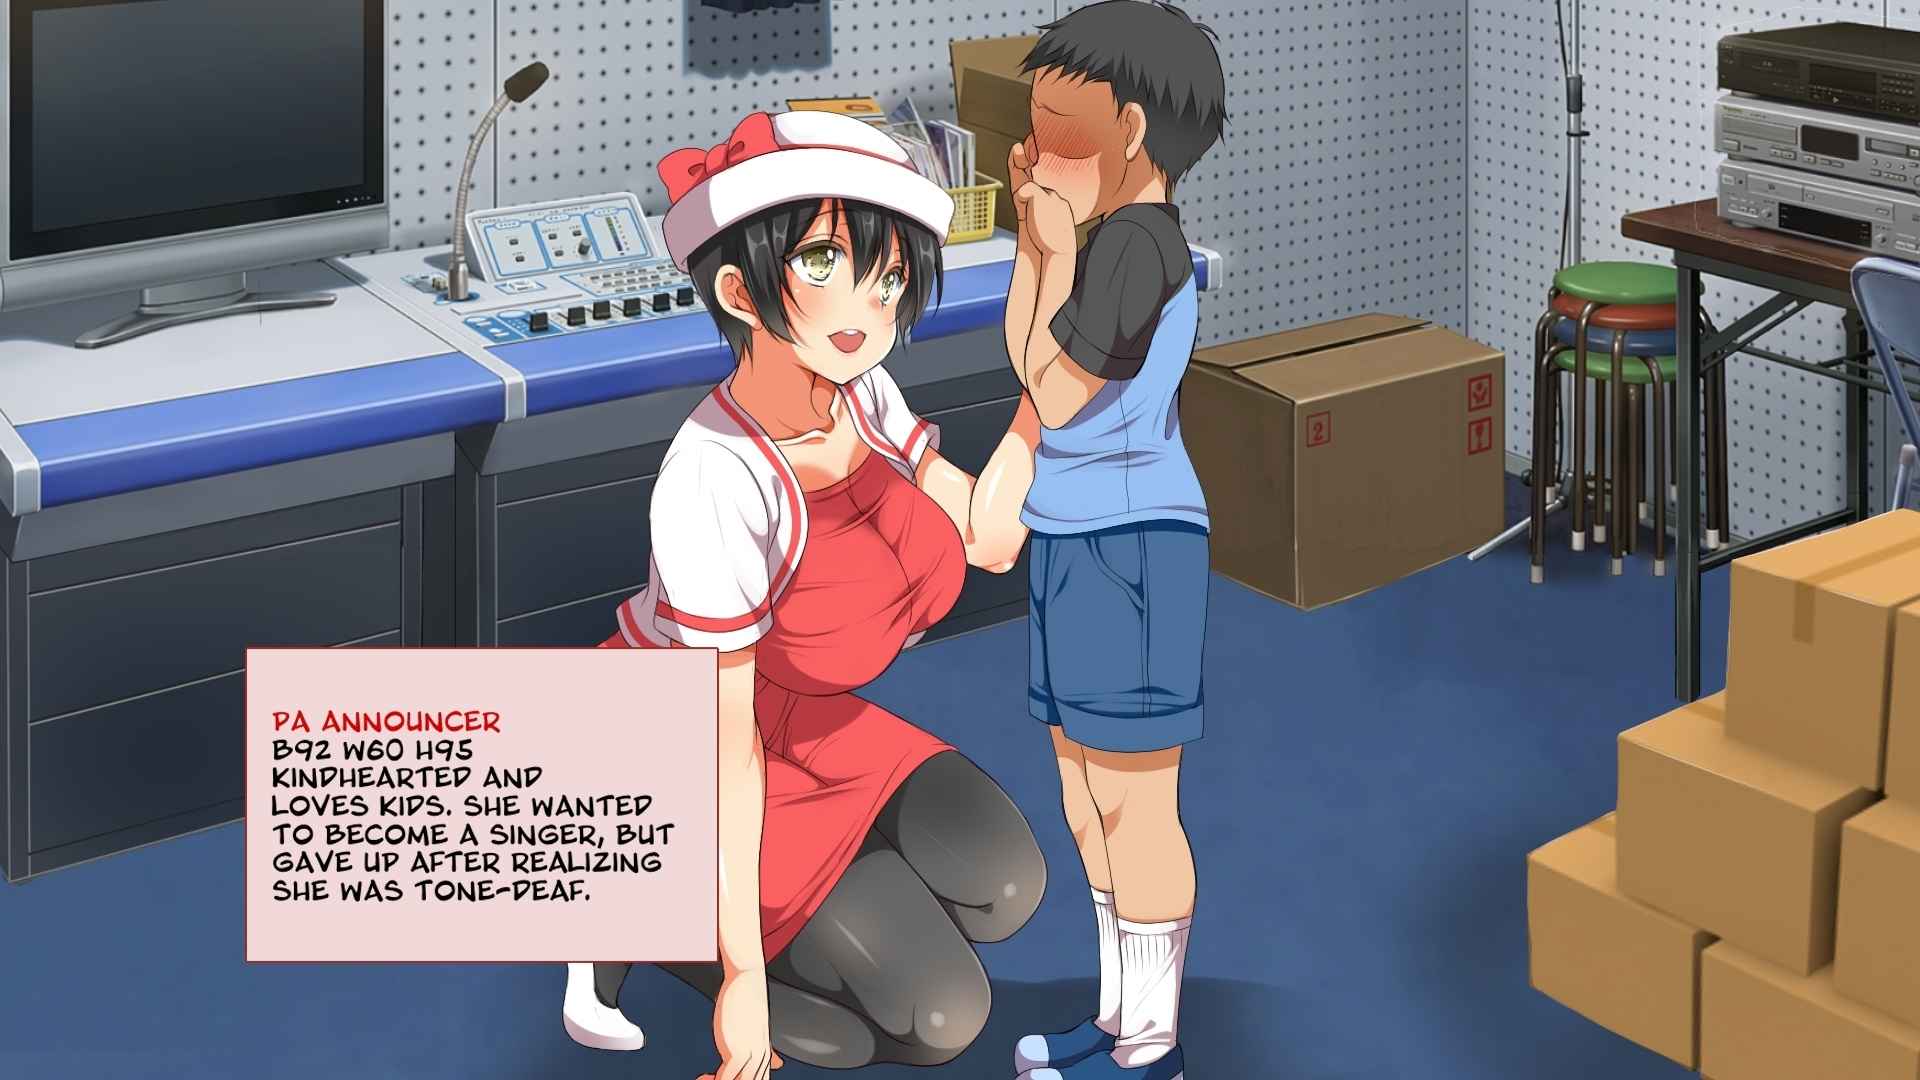 PA ANNOUNCER
B92 W60 H95
KINDHEARTED AND
LOVES KIDS. SHE WANTED
TO BECOME A SINGER, BUT
GAVE UP AFTER REALIZING
SHE WAS TONE-DEAF.
2